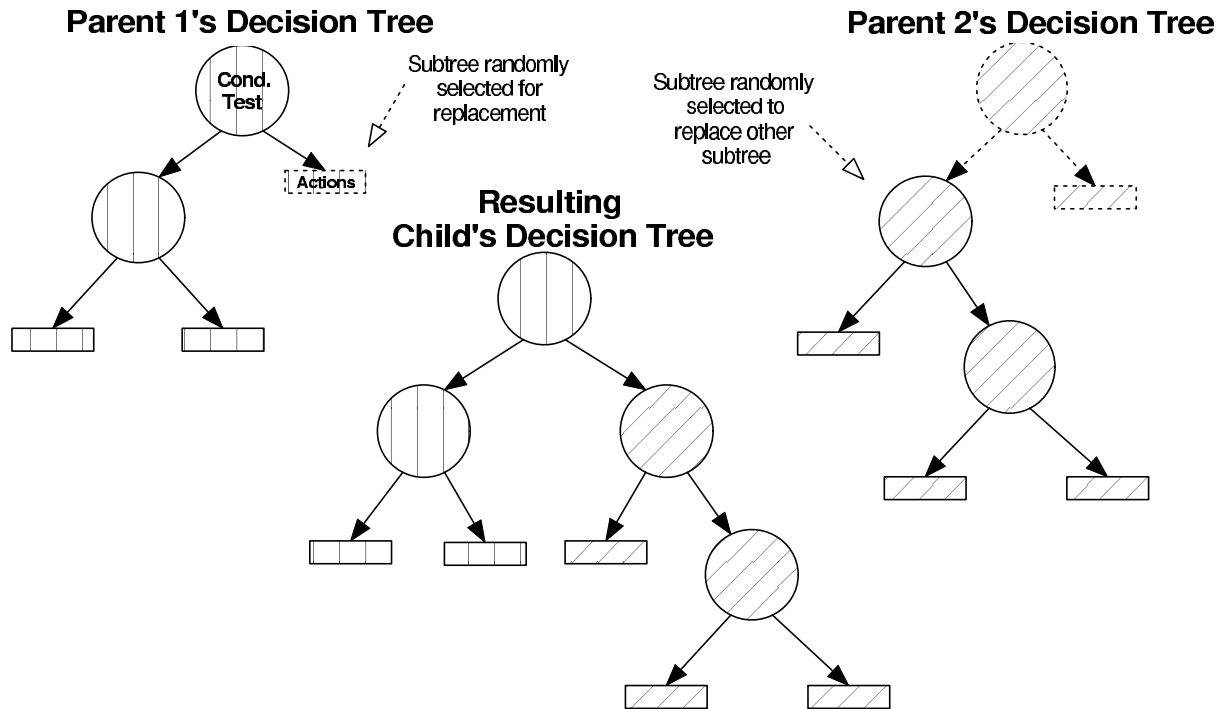 Parent 1's Decision Tree
Cond.
Test
Actions
Subtree randomly
selected for
replacement
Parent 2's Decision Tree
Subtree randomly
selected to
replace other
subtree
Resulting
Child's Decision Tree